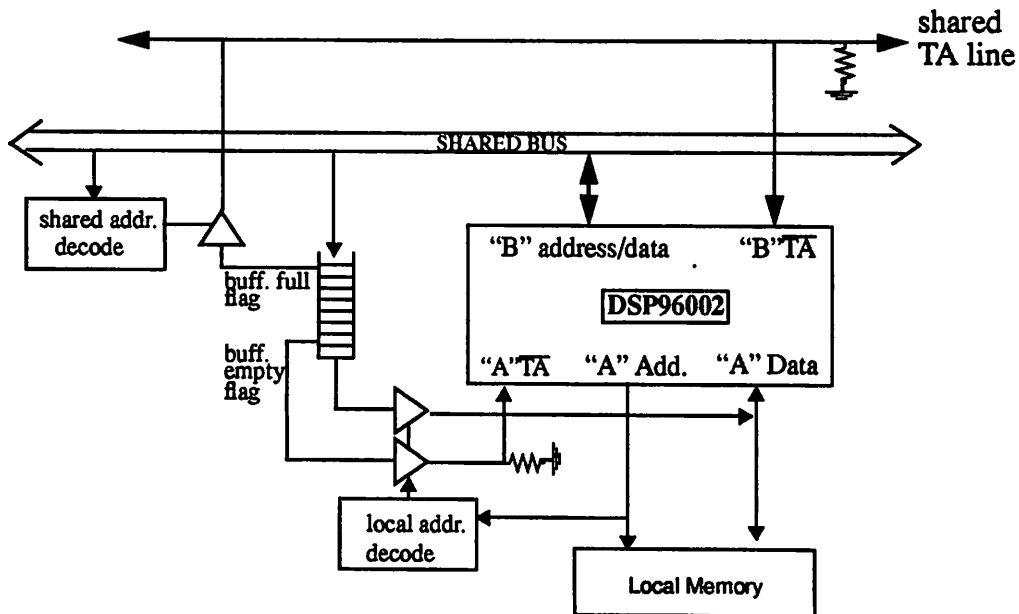 shared
TA line
SHARED BUS
shared addr.
decode
"B" address/data
"B" TA
buff. full
flag
DSP96002
buff.
empty
flag
"A" TA
"A" Add.
"A" Data
local addr.
decode
Local Memory